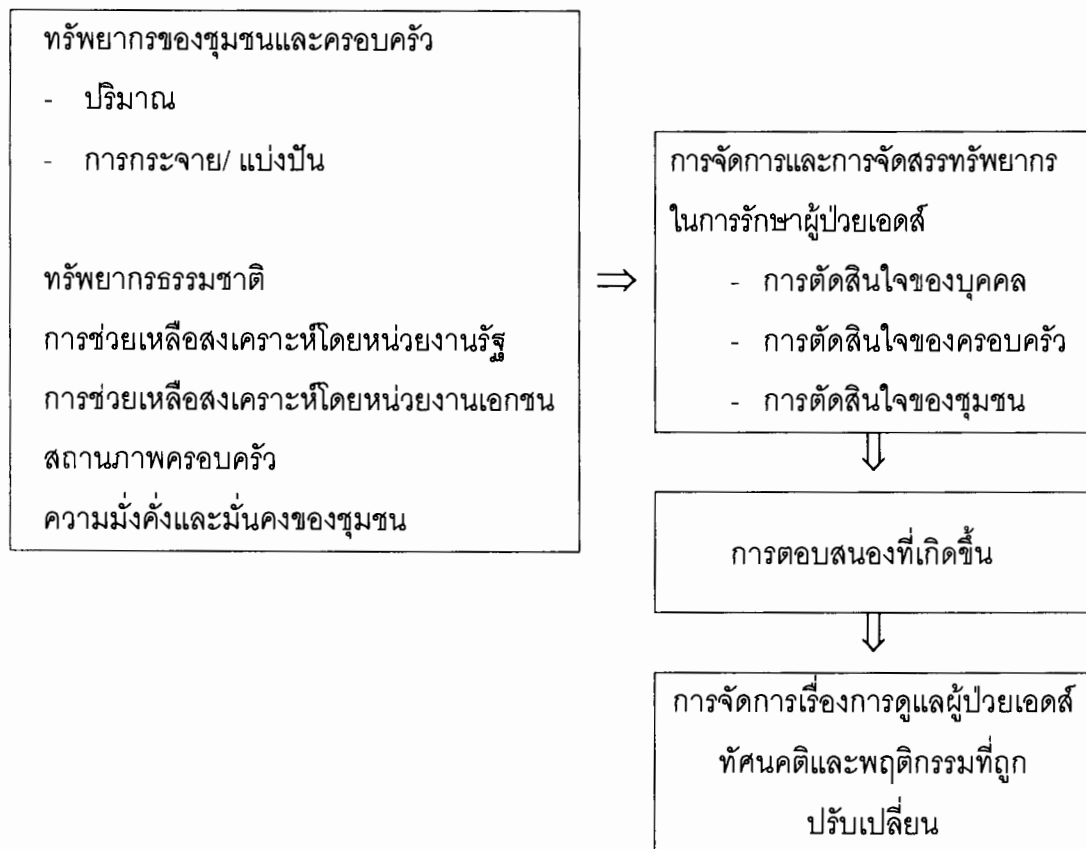 ทรัพยากรของชุมชนและครอบครัว
- ปริมาณ
- การกระจาย/ แบ่งปัน
ทรัพยากรธรรมชาติ
การช่วยเหลือสงเคราะห์โดยหน่วยงานรัฐ
การช่วยเหลือสงเคราะห์โดยหน่วยงานเอกชน
สถานภาพครอบครัว
ความมั่งคั่งและมั่นคงของชุมชน
⇒
การจัดการและการจัดสรรทรัพยากร
ในการรักษาผู้ป่วยเอดส์
- การตัดสินใจของบุคคล
- การตัดสินใจของครอบครัว
- การตัดสินใจของชุมชน
⇓
การตอบสนองที่เกิดขึ้น
⇓
การจัดการเรื่องการดูแลผู้ป่วยเอดส์
ทัศนคติและพฤติกรรมที่ถูก
ปรับเปลี่ยน